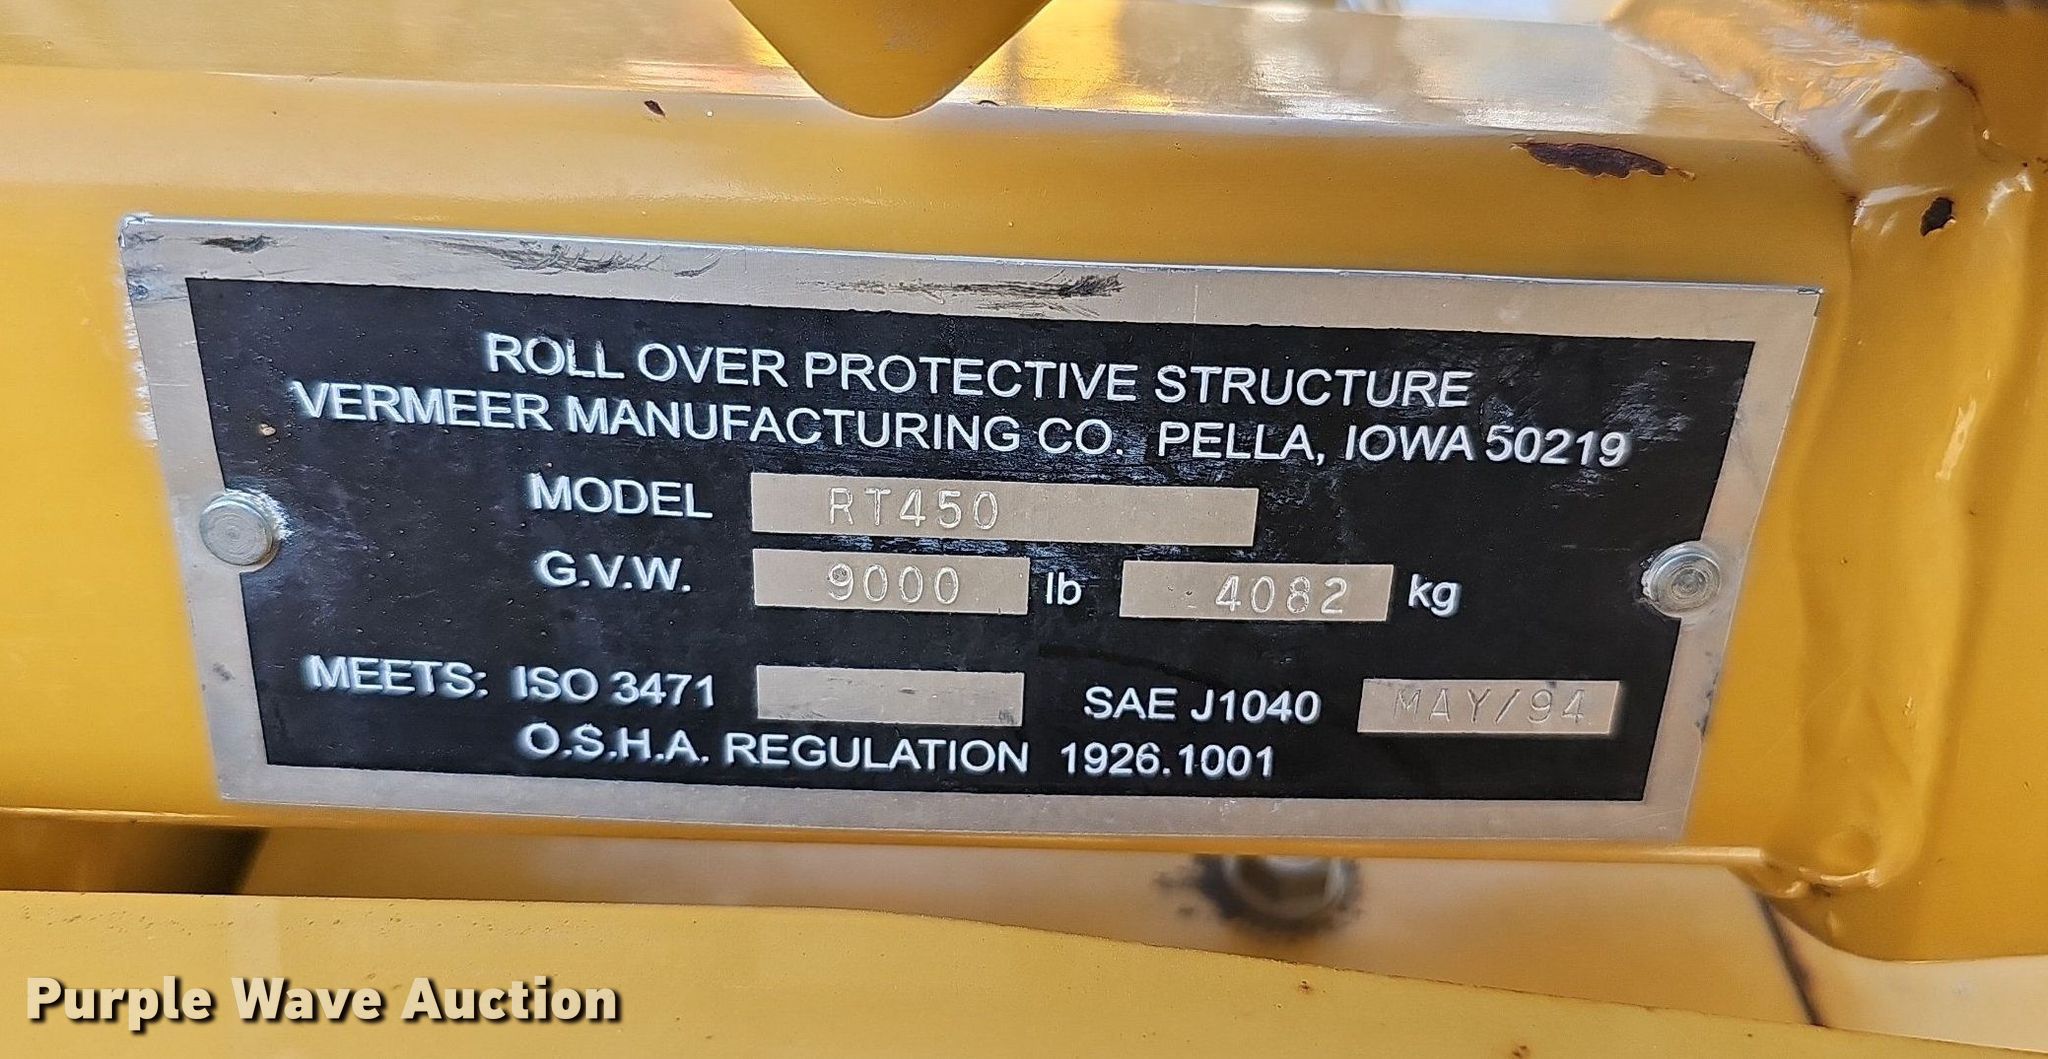 ROLL OVER PROTECTIVE STRUCTURE
VERMEER MANUFACTURING CO. PELLA, IOWA 50219
MODEL RT450
G.V.W. 9000 lb 4082 kg
MEETS: ISO 3471 SAE J1040 MAY/94
O.S.H.A. REGULATION 1926.1001
Purple Wave Auction